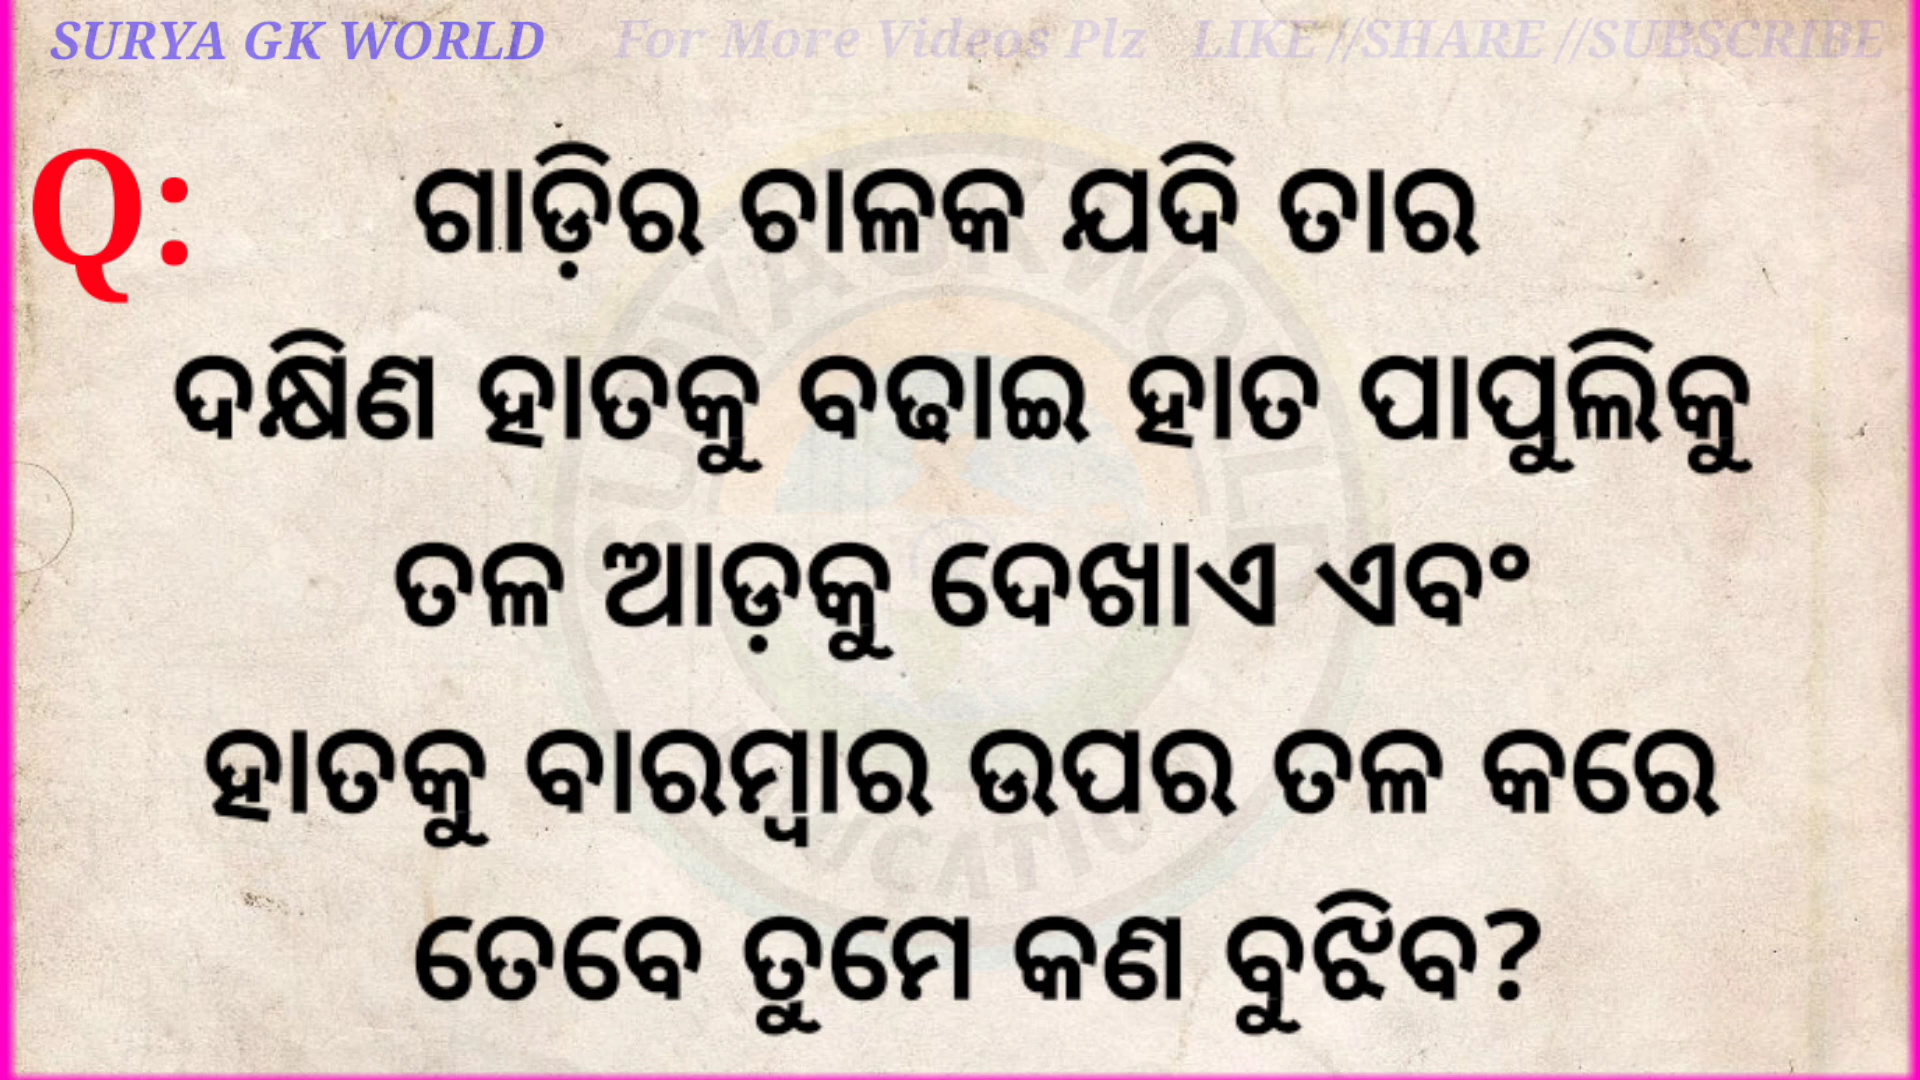 SURYA GK WORLD For More Videos Plz LIKE //SHARE //SUBSCRIBE
Q: ଗାଡ଼ିର ଚାଳକ ଯଦି ତାର
ଦକ୍ଷିଣ ହାତକୁ ବଢାଇ ହାତ ପାପୁଲିକୁ
ତଳ ଆଡ଼କୁ ଦେଖାଏ ଏବଂ
ହାତକୁ ବାରମ୍ବାର ଉପର ତଳ କରେ
ତେବେ ତୁମେ କଣ ବୁଝିବ?